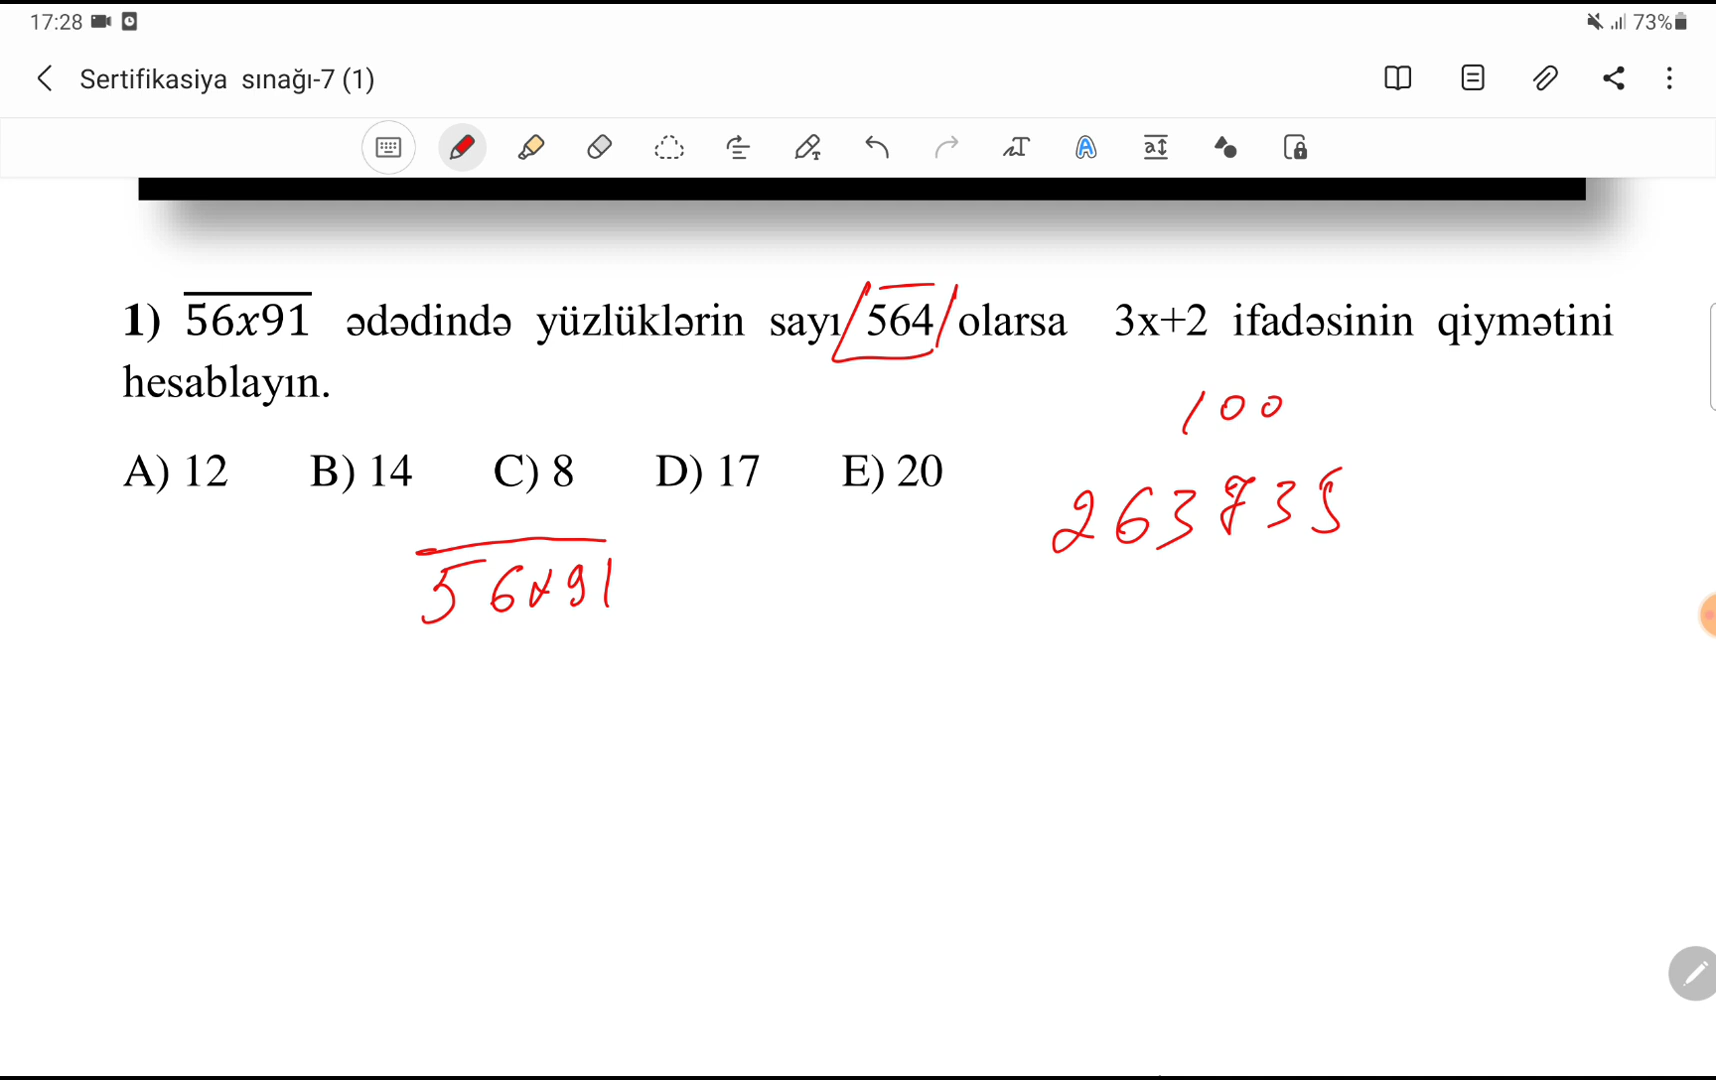 17:28
73%
Sertifikasiya sınağı-7 (1)
1) 56x91 ədədində yüzlüklərin sayı 564 olarsa 3x+2 ifadəsinin qiymətini
hesablayın.
100
A) 12 B) 14 C) 8 D) 17 E) 20
263735
56x91